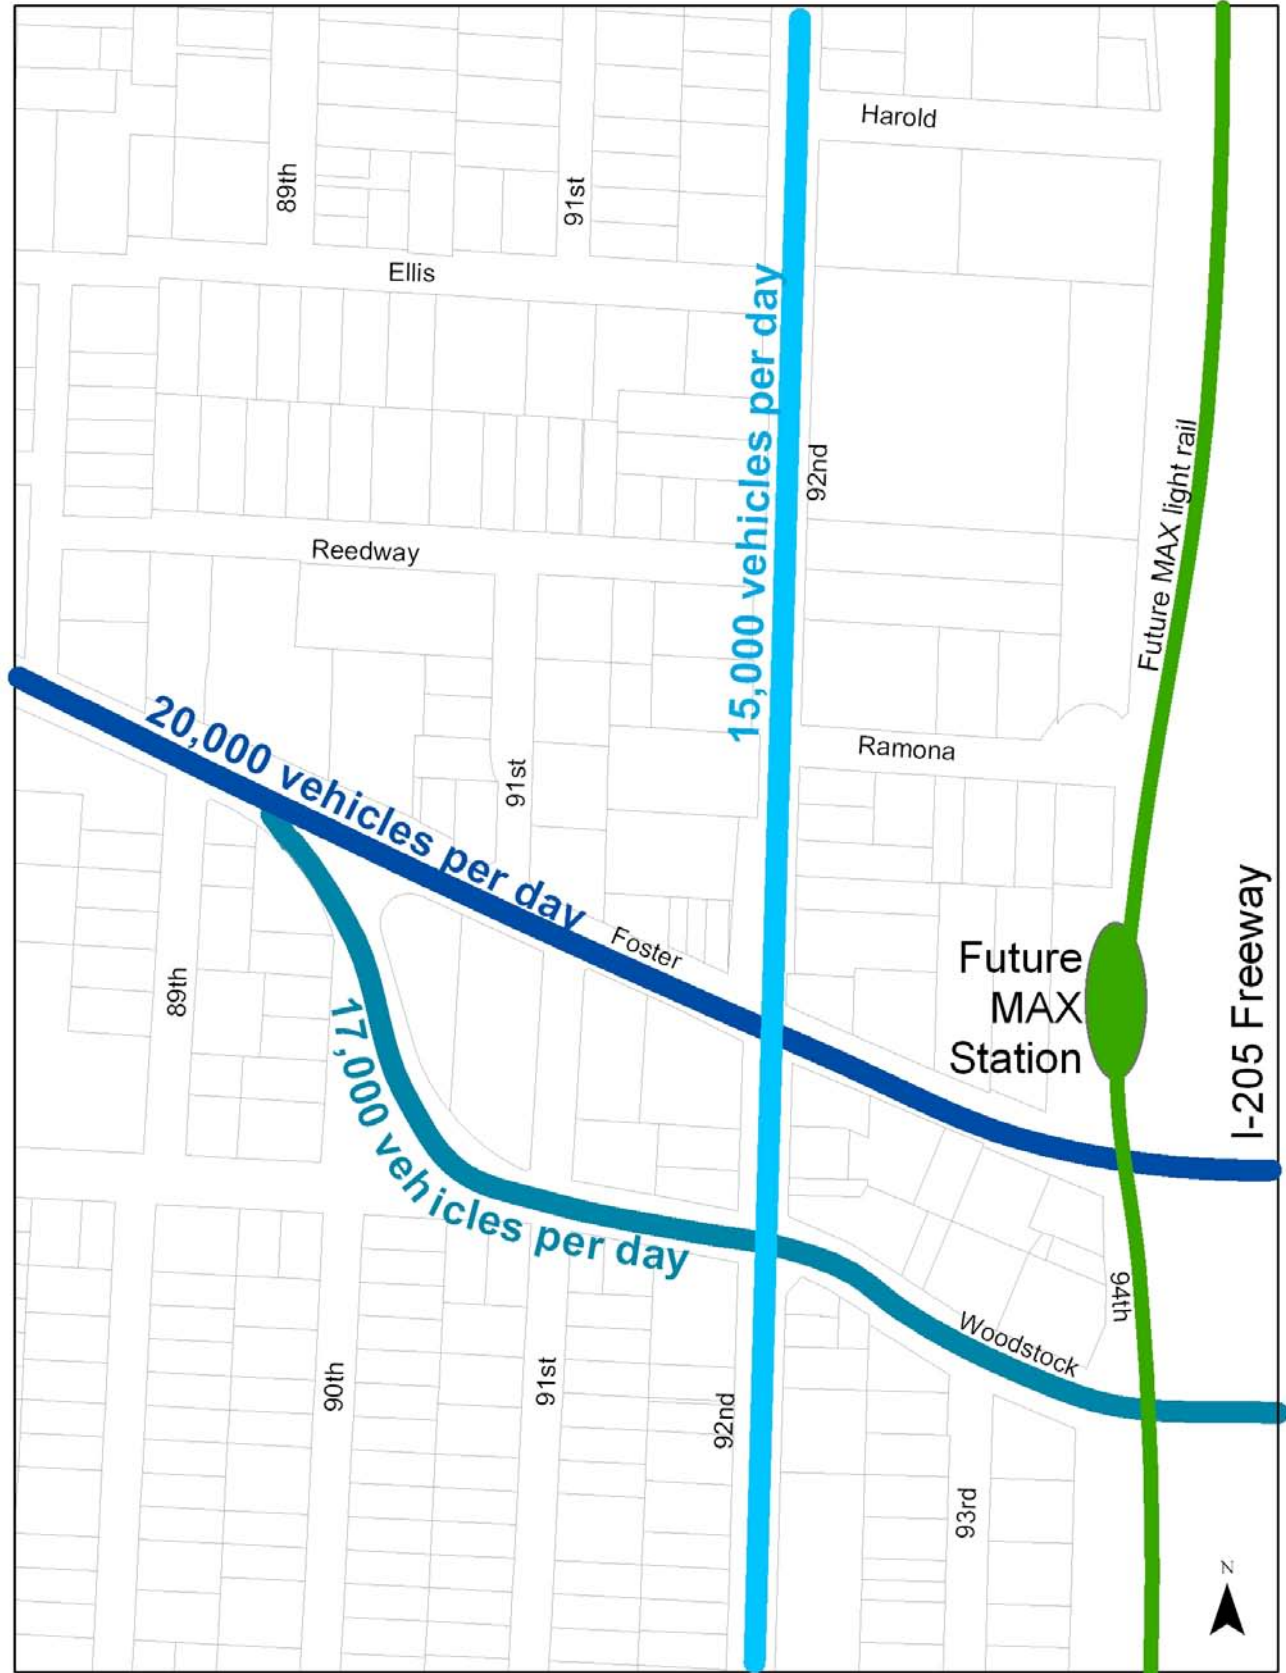 Harold
89th
91st
Ellis
15,000 vehicles per day
92nd
Future MAX light rail
Reedway
20,000 vehicles per day
Ramona
91st
Foster
Future
MAX
Station
I-205 Freeway
89th
17,000 vehicles per day
94th
Woodstock
90th
91st
92nd
93rd
N